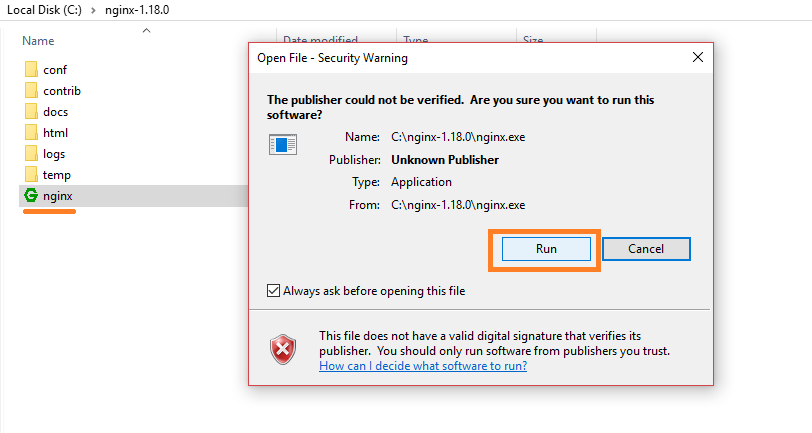 Local Disk (C:) > nginx-1.18.0
Name Date modified Type Size
conf
contrib
docs
html
logs
temp
nginx
Open File - Security Warning
The publisher could not be verified. Are you sure you want to run this
software?
Name: C:\nginx-1.18.0\nginx.exe
Publisher: Unknown Publisher
Type: Application
From: C:\nginx-1.18.0\nginx.exe
Run Cancel
Always ask before opening this file
This file does not have a valid digital signature that verifies its
publisher. You should only run software from publishers you trust.
How can I decide what software to run?